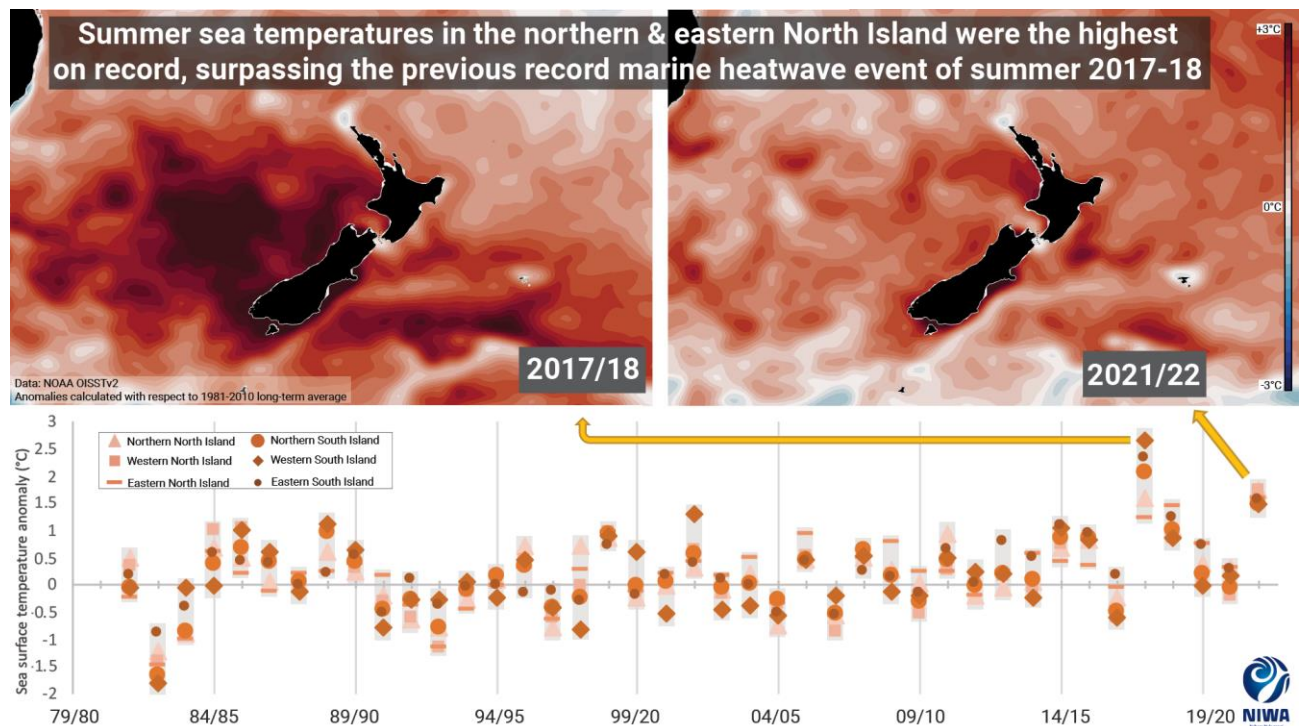 Summer sea temperatures in the northern & eastern North Island were the highest
on record, surpassing the previous record marine heatwave event of summer 2017-18
+3°C
0°C
-3°C
2017/18
2021/22
Data: NOAA OISSTv2
Anomalies calculated with respect to 1981-2010 long-term average
Sea surface temperature anomaly (°C)
3
2.5
2
1.5
1
0.5
0
-0.5
-1
-1.5
-2
Northern North Island
Northern South Island
Western North Island
Western South Island
Eastern North Island
Eastern South Island
79/80
84/85
89/90
94/95
99/20
04/05
09/10
14/15
19/20
NIWA